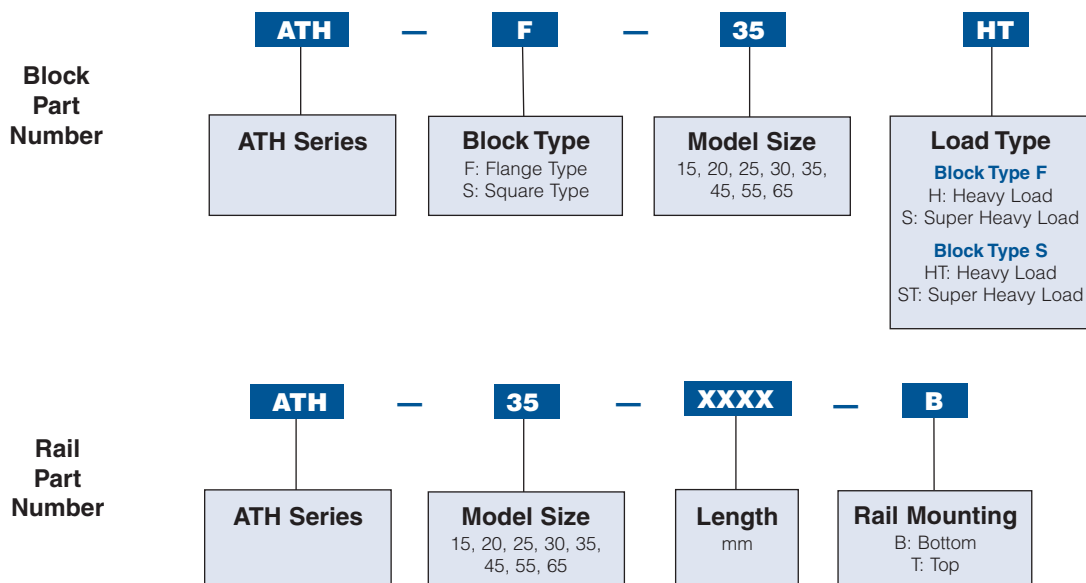 ATH — F — 35 HT
Block
Part
Number
ATH Series
Block Type
F: Flange Type
S: Square Type
Model Size
15, 20, 25, 30, 35,
45, 55, 65
Load Type
Block Type F
H: Heavy Load
S: Super Heavy Load
Block Type S
HT: Heavy Load
ST: Super Heavy Load
ATH — 35 — XXXX — B
Rail
Part
Number
ATH Series
Model Size
15, 20, 25, 30, 35,
45, 55, 65
Length
mm
Rail Mounting
B: Bottom
T: Top